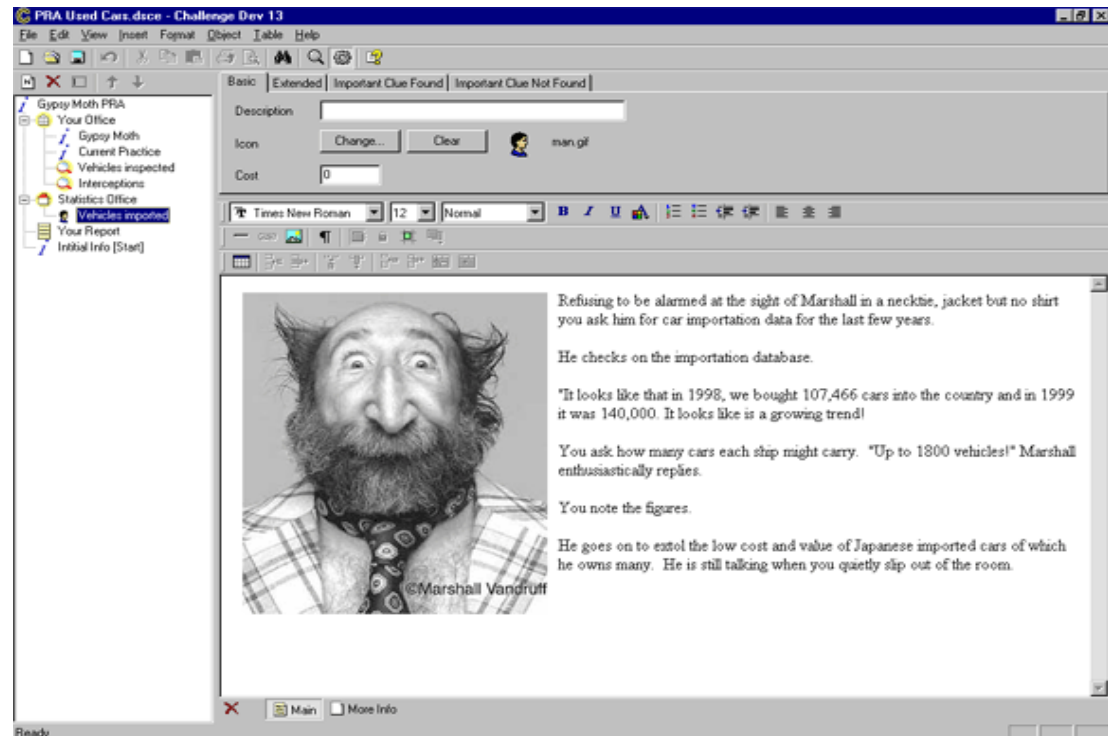 PRA Used Cars.dsce - Challenge Dev 13
File Edit View Insert Format Object Table Help
Basic Extended Important Clue Found Important Clue Not Found
Gypsy Moth PRA
Your Office
Gypsy Moth
Current Practice
Vehicles inspected
Interceptions
Statistics Office
Vehicles imported
Your Report
Intitial Info [Start]
Description
Icon Change... Clear man.gif
Cost 0
Times New Roman 12 Normal B I U
Refusing to be alarmed at the sight of Marshall in a necktie, jacket but no shirt
you ask him for car importation data for the last few years.
He checks on the importation database.
"It looks like that in 1998, we bought 107,466 cars into the country and in 1999
it was 140,000. It looks like is a growing trend!
You ask how many cars each ship might carry. "Up to 1800 vehicles!" Marshall
enthusiastically replies.
You note the figures.
He goes on to extol the low cost and value of Japanese imported cars of which
he owns many. He is still talking when you quietly slip out of the room.
©Marshall Vandruff
Main More Info
Ready